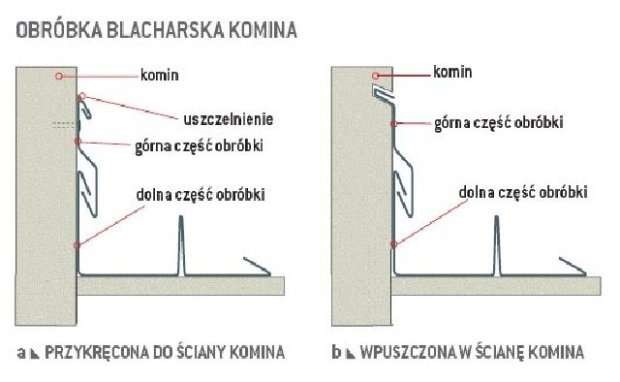 OBRÓBKA BLACHARSKA KOMINA
komin
uszczelnienie
górna część obróbki
dolna część obróbki
a PRZYKRĘCONA DO ŚCIANY KOMINA
komin
górna część obróbki
dolna część obróbki
b WPUSZCZONA W ŚCIANĘ KOMINA